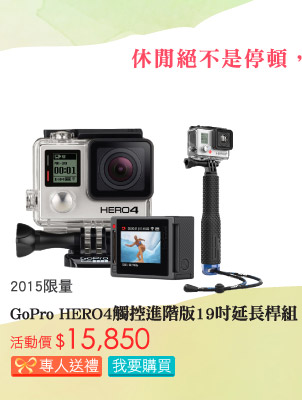 休閒絕不是停頓，
HERO4
GoPro
2015限量
GoPro HERO4觸控進階版19吋延長桿組
活動價$15,850
專人送禮
我要購買